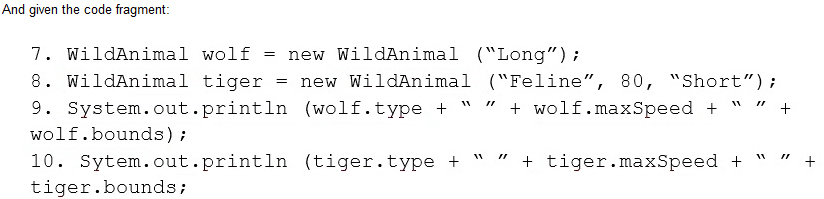 And given the code fragment:
7. WildAnimal wolf = new WildAnimal (“Long”);
8. WildAnimal tiger = new WildAnimal (“Feline”, 80, “Short”);
9. System.out.println (wolf.type + “ ” + wolf.maxSpeed + “ ” +
wolf.bounds);
10. Sytem.out.println (tiger.type + “ ” + tiger.maxSpeed + “ ” +
tiger.bounds;